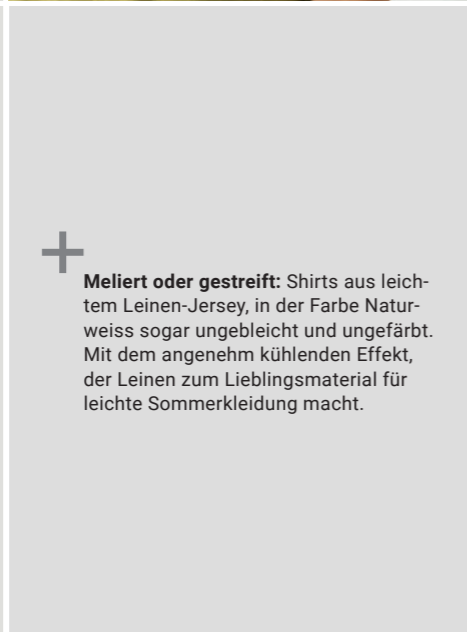 +
Meliert oder gestreift: Shirts aus leich-
tem Leinen-Jersey, in der Farbe Natur-
weiss sogar ungebleicht und ungefärbt.
Mit dem angenehm kühlenden Effekt,
der Leinen zum Lieblingsmaterial für
leichte Sommerkleidung macht.